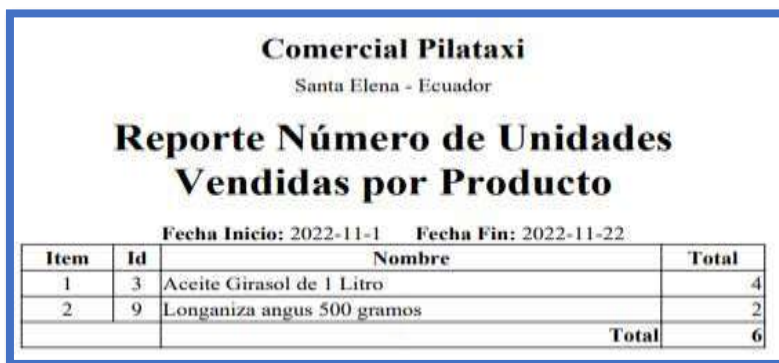 Comercial Pilataxi
Santa Elena - Ecuador
Reporte Número de Unidades
Vendidas por Producto
Fecha Inicio: 2022-11-1 Fecha Fin: 2022-11-22
Item Id Nombre Total
1 3 Aceite Girasol de 1 Litro 4
2 9 Longaniza angus 500 gramos 2
Total 6